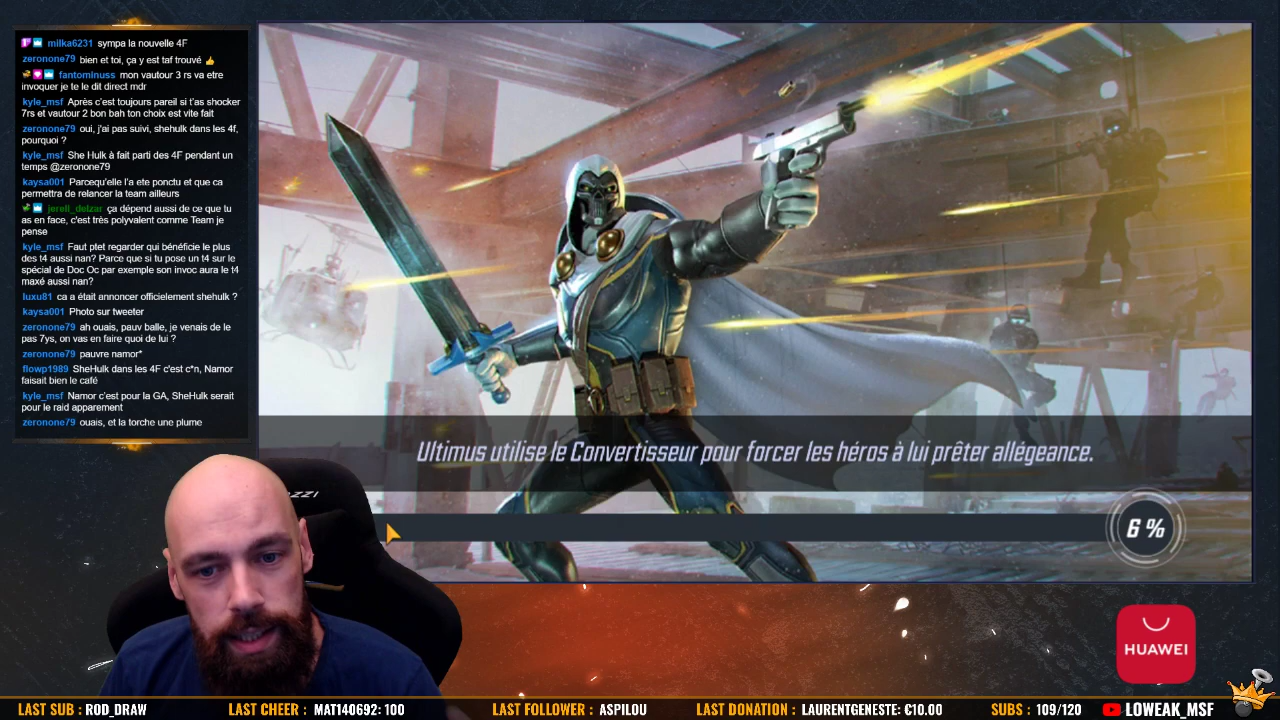 milka6231 sympa la nouvelle 4F
zeronone79 bien et toi, ça y est taf trouvé 👍
fantominuss mon vautour 3 rs va etre
invoquer je te le dit direct mdr
kyle_msf Après c'est toujours pareil si t'as shocker
7rs et vautour 2 bon bah ton choix est vite fait
zeronone79 oui, j'ai pas suivi, shehulk dans les 4f,
pourquoi ?
kyle_msf She Hulk à fait parti des 4F pendant un
temps @zeronone79
kaysa001 Parcequ'elle l'a ete ponctu et que ca
permettra de relancer la team ailleurs
jerell_delzar ça dépend aussi de ce que tu
as en face, c'est très polyvalent comme Team je
pense
kyle_msf Faut ptet regarder qui bénéficie le plus
des t4 aussi nan? Parce que si tu pose un t4 sur le
spécial de Doc Oc par exemple son invoc aura le t4
maxé aussi nan?
luxu81 ca a était annoncer officielement shehulk ?
kaysa001 Photo sur tweeter
zeronone79 ah ouais, pauv balle, je venais de le
pas 7ys, on vas en faire quoi de lui ?
zeronone79 pauvre namor*
flowp1989 SheHulk dans les 4F c'est c*n, Namor
faisait bien le café
kyle_msf Namor c'est pour la GA, SheHulk serait
pour le raid apparement
zeronone79 ouais, et la torche une plume
Ultimus utilise le Convertisseur pour forcer les héros à lui prêter allégeance.
6 %
HUAWEI
LAST SUB : ROD_DRAW LAST CHEER : MAT140692: 100 LAST FOLLOWER : ASPILOU LAST DONATION : LAURENTGENESTE: €10.00 SUBS : 109/120 LOWEAK_MSF